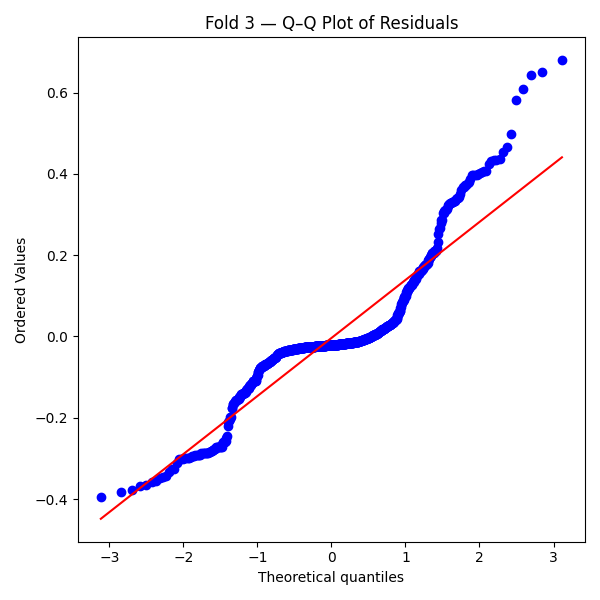 Fold 3 — Q–Q Plot of Residuals
Ordered Values
0.6
0.4
0.2
0.0
−0.2
−0.4
−3 −2 −1 0 1 2 3
Theoretical quantiles